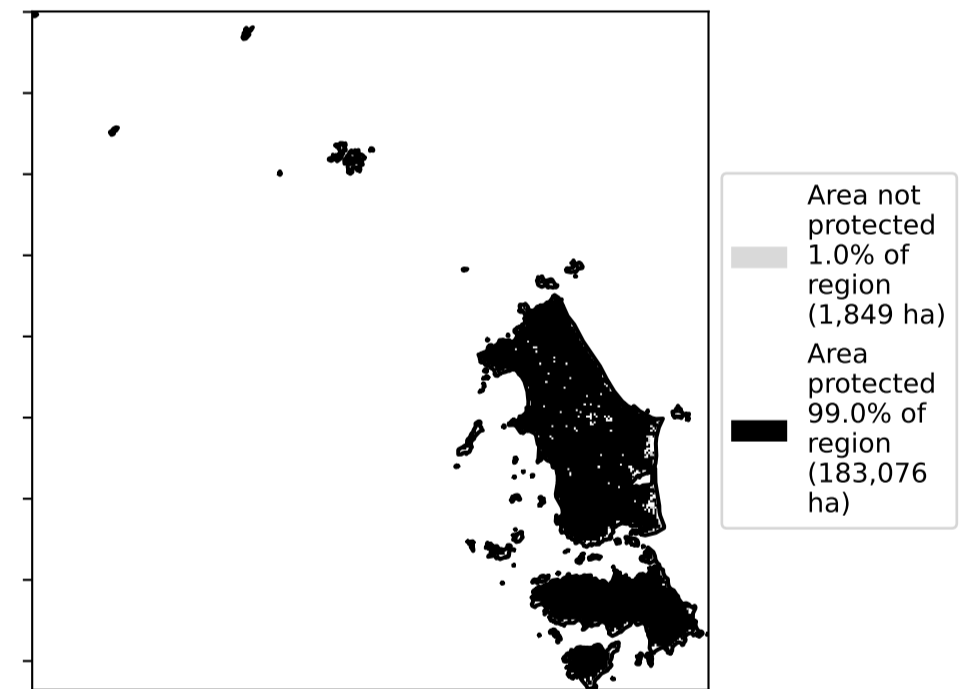 Area not
protected
1.0% of
region
(1,849 ha)
Area
protected
99.0% of
region
(183,076
ha)